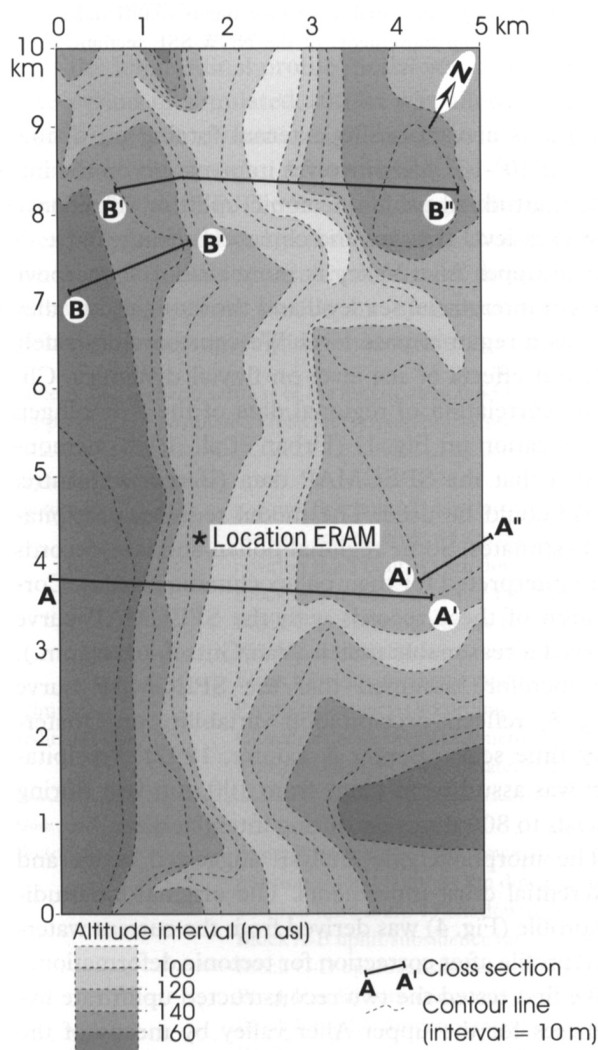 0 1 2 3 4 5 km
10
km
N
9
B' B"
8
B'
7
B
6
5
* Location ERAM
4
A"
A'
A
A'
3
2
1
0
Altitude interval (m asl)
100
120
140
160
A A' Cross section
Contour line
(interval = 10 m)